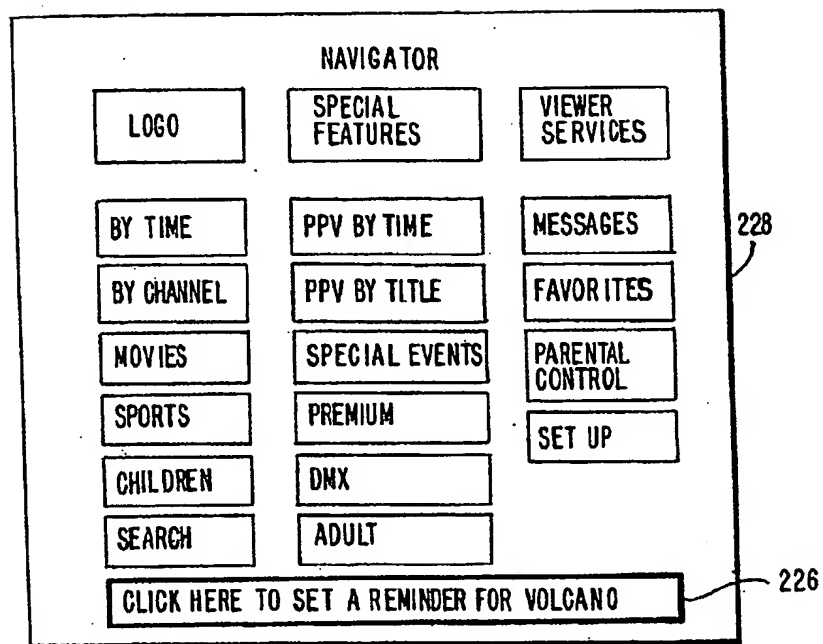 NAVIGATOR
LOGO
SPECIAL
FEATURES
VIEWER
SERVICES
BY TIME
PPV BY TIME
MESSAGES
228
BY CHANNEL
PPV BY TITLE
FAVORITES
MOVIES
SPECIAL EVENTS
PARENTAL
CONTROL
SPORTS
PREMIUM
SET UP
CHILDREN
DMX
SEARCH
ADULT
CLICK HERE TO SET A REMINDER FOR VOLCANO
226